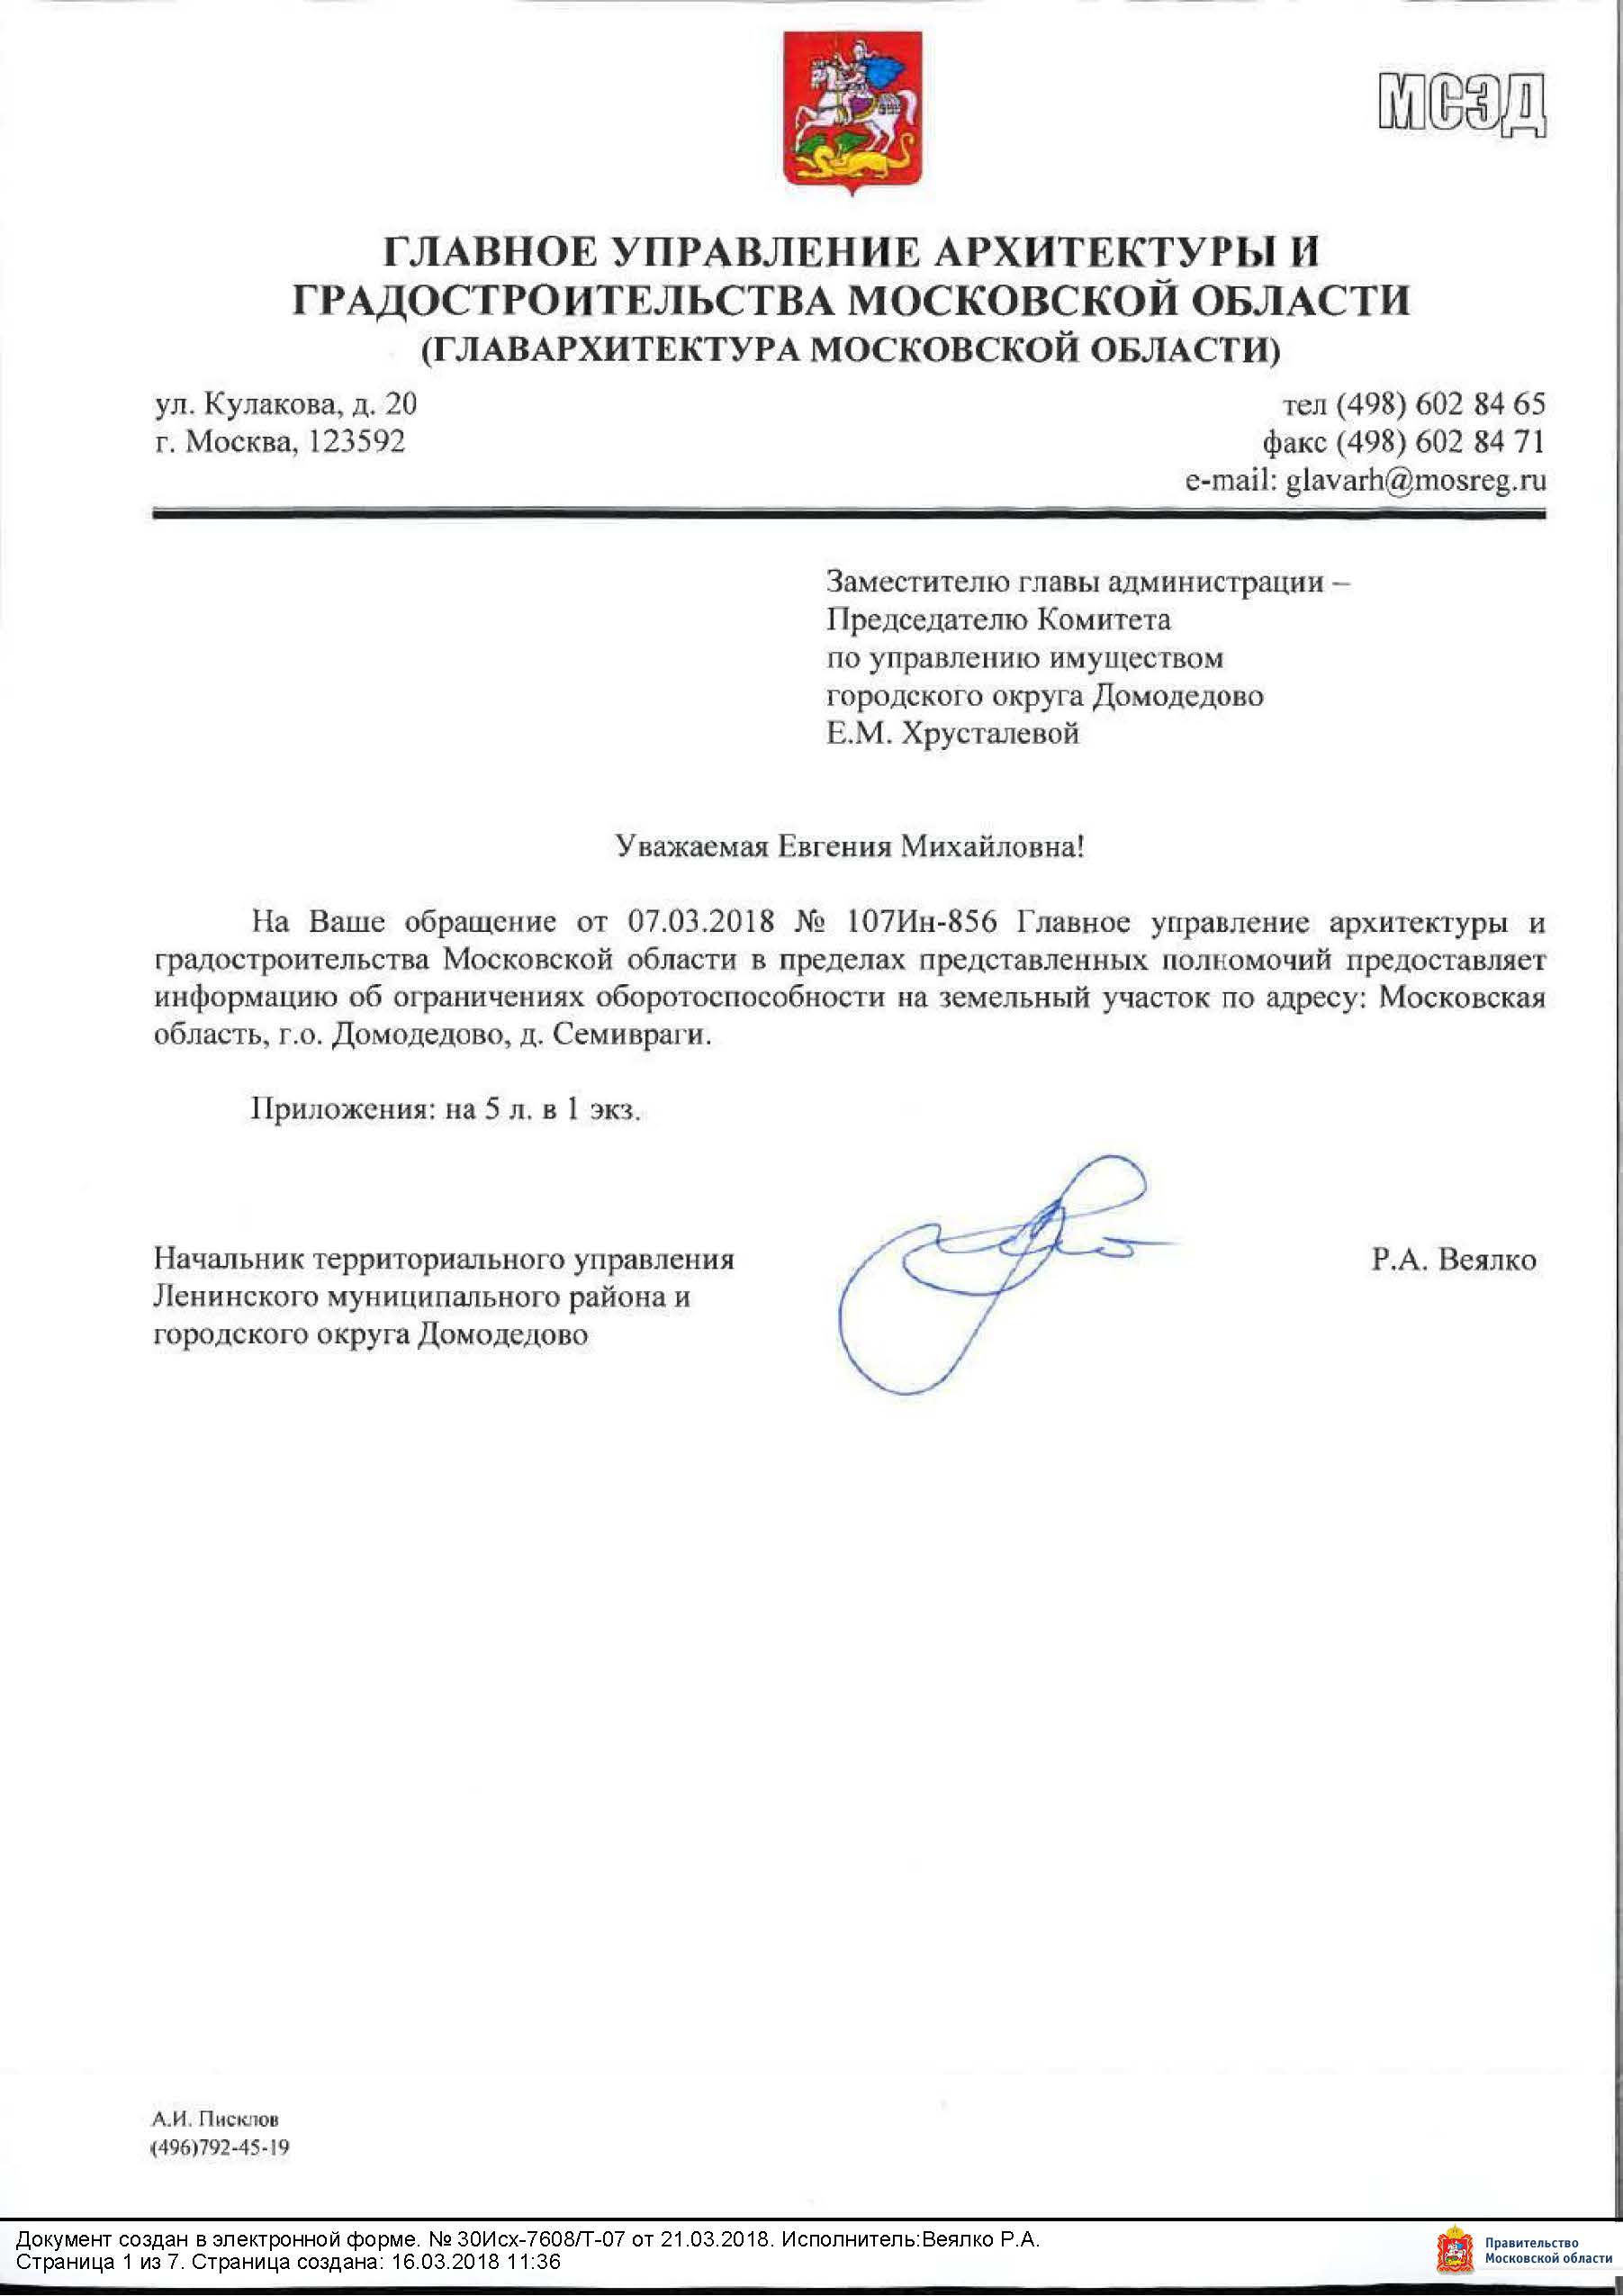 МСЭД
ГЛАВНОЕ УПРАВЛЕНИЕ АРХИТЕКТУРЫ И
ГРАДОСТРОИТЕЛЬСТВА МОСКОВСКОЙ ОБЛАСТИ
(ГЛАВАРХИТЕКТУРА МОСКОВСКОЙ ОБЛАСТИ)
ул. Кулакова, д. 20
г. Москва, 123592
тел (498) 602 84 65
факс (498) 602 84 71
e-mail: glavarh@mosreg.ru
Заместителю главы администрации –
Председателю Комитета
по управлению имуществом
городского округа Домодедово
Е.М. Хрусталевой
Уважаемая Евгения Михайловна!
На Ваше обращение от 07.03.2018 № 107Ин-856 Главное управление архитектуры и
градостроительства Московской области в пределах представленных полномочий предоставляет
информацию об ограничениях оборотоспособности на земельный участок по адресу: Московская
область, г.о. Домодедово, д. Семивраги.
Приложения: на 5 л. в 1 экз.
Начальник территориального управления
Ленинского муниципального района и
городского округа Домодедово
Р.А. Веялко
А.И. Писклов
(496)792-45-19
Документ создан в электронной форме. № 30Исх-7608/Т-07 от 21.03.2018. Исполнитель:Веялко Р.А.
Страница 1 из 7. Страница создана: 16.03.2018 11:36
Правительство
Московской области